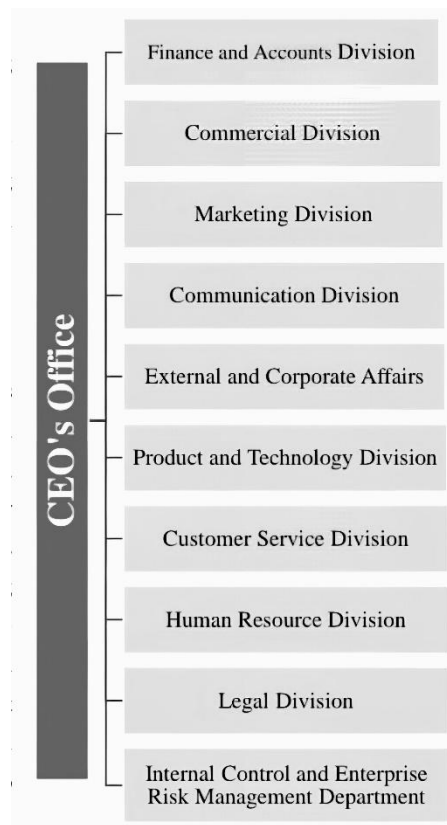 CEO's Office
Finance and Accounts Division
Commercial Division
Marketing Division
Communication Division
External and Corporate Affairs
Product and Technology Division
Customer Service Division
Human Resource Division
Legal Division
Internal Control and Enterprise
Risk Management Department